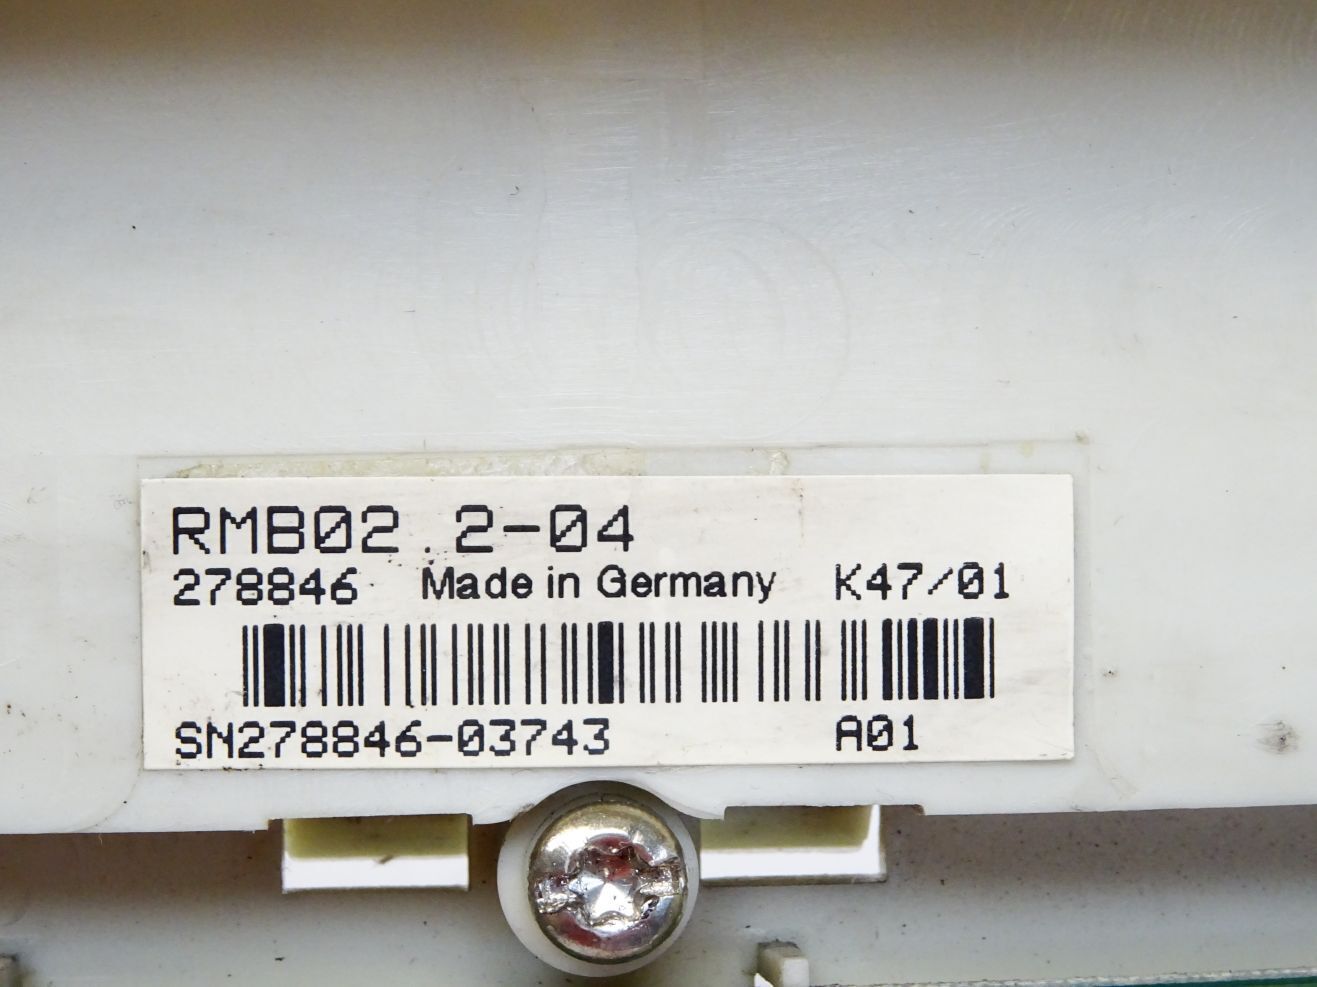 RMB02.2-04
278846 Made in Germany K47/01
SN278846-03743 A01